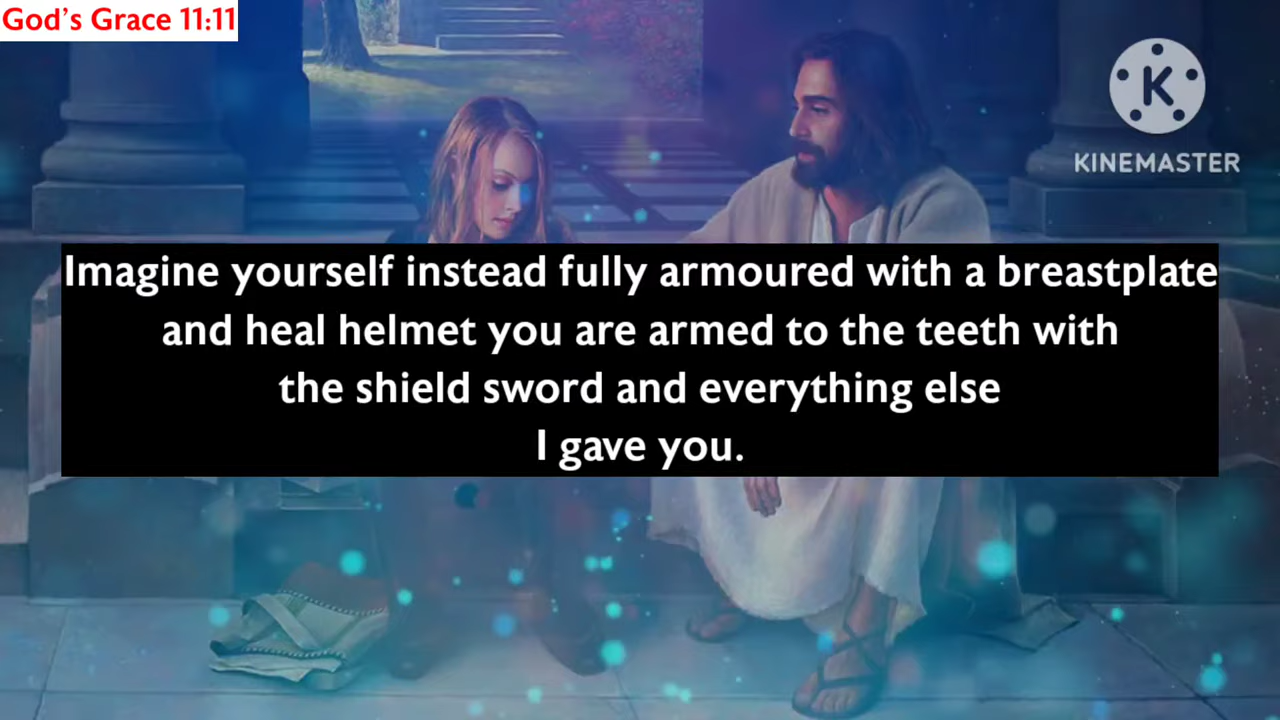 God's Grace 11:11
K
KINEMASTER
Imagine yourself instead fully armoured with a breastplate
and heal helmet you are armed to the teeth with
the shield sword and everything else
I gave you.